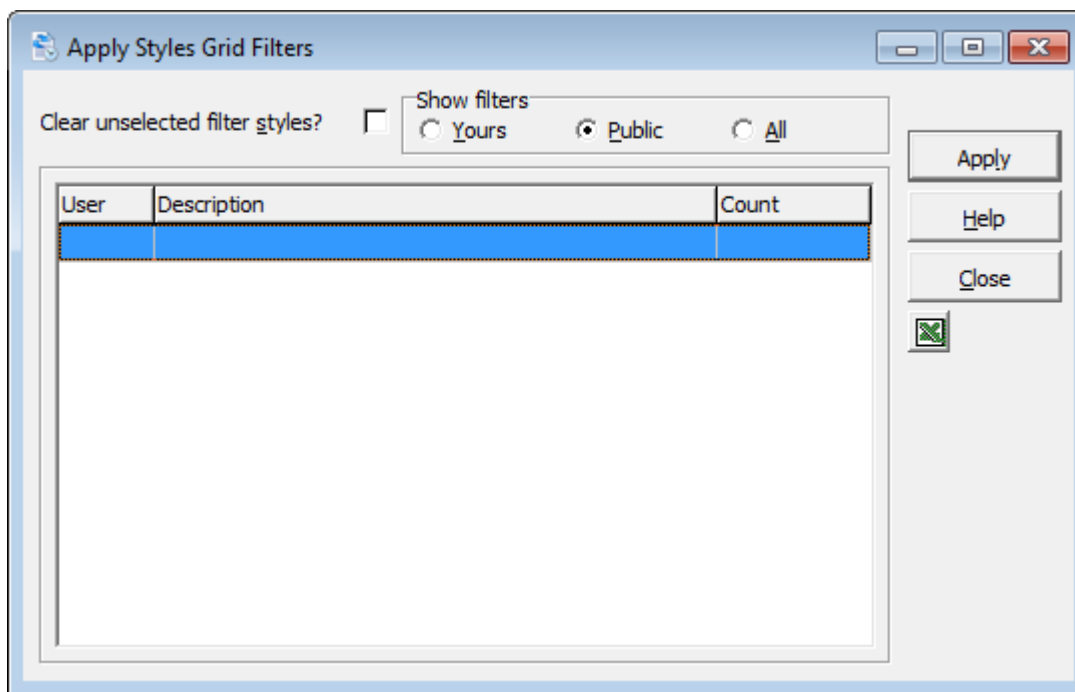 Apply Styles Grid Filters
Clear unselected filter styles?
Show filters
Yours Public All
Apply
User Description Count
Help
Close